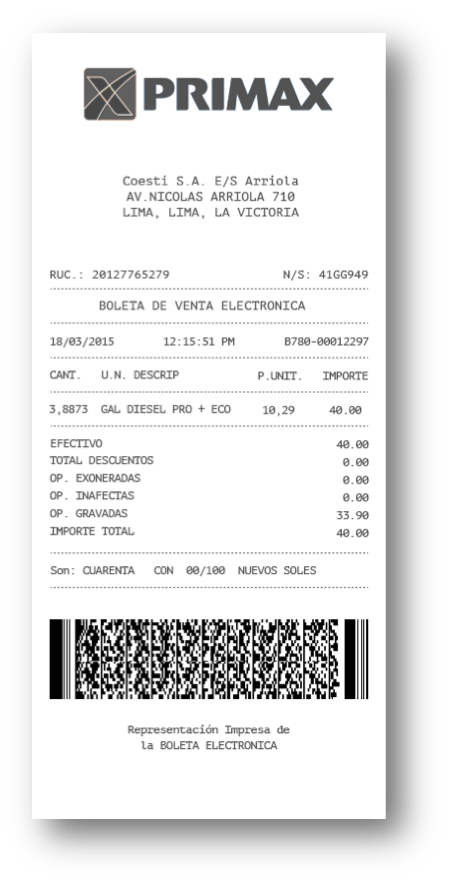 PRIMAX
Coesti S.A. E/S Arriola
AV.NICOLAS ARRIOLA 710
LIMA, LIMA, LA VICTORIA
RUC.: 20127765279 N/S: 41GG949
BOLETA DE VENTA ELECTRONICA
18/03/2015 12:15:51 PM B780-00012297
CANT. U.N. DESCRIP P.UNIT. IMPORTE
3,8873 GAL DIESEL PRO + ECO 10,29 40.00
EFECTIVO 40.00
TOTAL DESCUENTOS 0.00
OP. EXONERADAS 0.00
OP. INAFECTAS 0.00
OP. GRAVADAS 33.90
IMPORTE TOTAL 40.00
Son: CUARENTA CON 00/100 NUEVOS SOLES
Representación Impresa de
la BOLETA ELECTRONICA